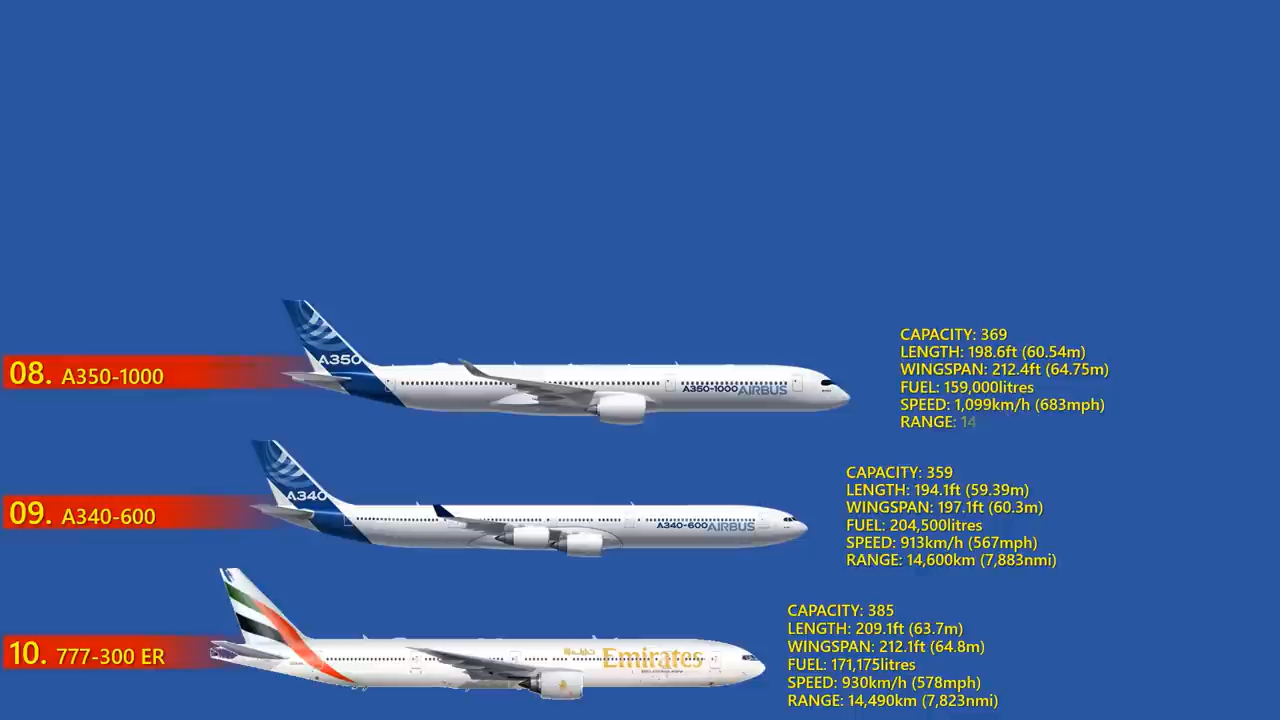 A350
08. A350-1000
A350-1000 AIRBUS
CAPACITY: 369
LENGTH: 198.6ft (60.54m)
WINGSPAN: 212.4ft (64.75m)
FUEL: 159,000litres
SPEED: 1,099km/h (683mph)
RANGE: 14
A340
09. A340-600
A340-600 AIRBUS
CAPACITY: 359
LENGTH: 194.1ft (59.39m)
WINGSPAN: 197.1ft (60.3m)
FUEL: 204,500litres
SPEED: 913km/h (567mph)
RANGE: 14,600km (7,883nmi)
10. 777-300 ER
Emirates
CAPACITY: 385
LENGTH: 209.1ft (63.7m)
WINGSPAN: 212.1ft (64.8m)
FUEL: 171,175litres
SPEED: 930km/h (578mph)
RANGE: 14,490km (7,823nmi)